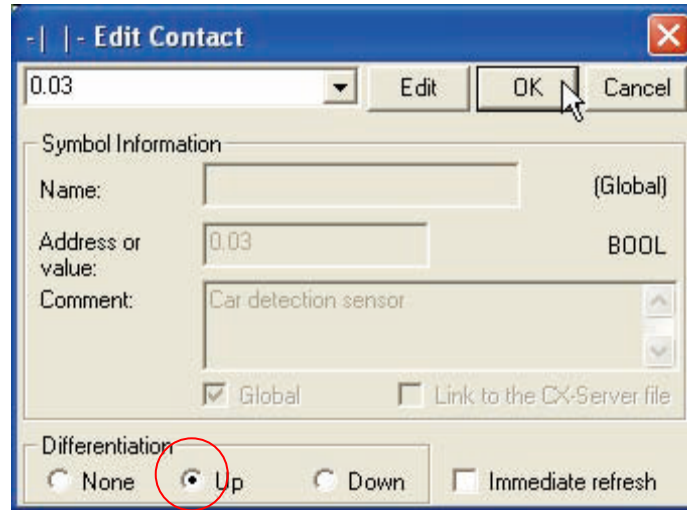 -| |- Edit Contact
0.03 Edit OK Cancel
Symbol Information
Name: (Global)
Address or value: 0.03 BOOL
Comment: Car detection sensor
Global Link to the CX-Server file
Differentiation
None Up Down Immediate refresh